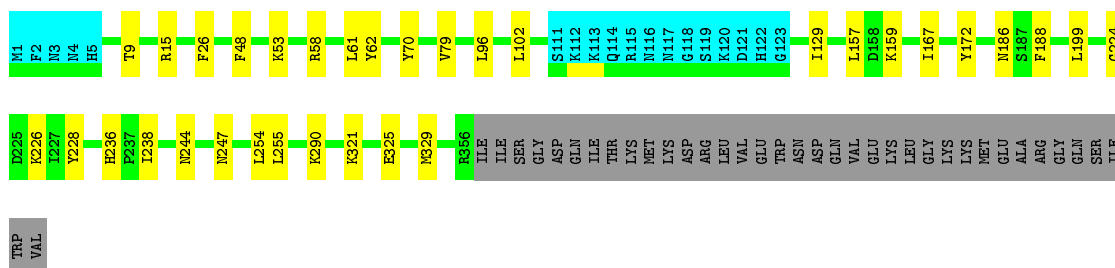 M1 F2 N3 N4 H5 T9 R15 F26 F48 K53 R58 L61 Y62 Y70 V79 L96 L102 S111 K112 K113 Q114 R115 N116 N117 G118 S119 K120 D121 H122 G123 I129 L157 D158 K159 I167 Y172 N186 S187 F188 L199
D225 K226 I227 Y228 H236 P237 I238 N244 N247 L254 L255 K290 K321 E325 M329 R356 ILE ILE SER GLY ASP GLN ILE THR LYS MET LYS ASP ARG LEU VAL GLU TRP ASN ASP GLN VAL GLU LYS LEU GLY LYS LYS MET GLU ALA ARG GLY GLN SER ILE
TRP VAL